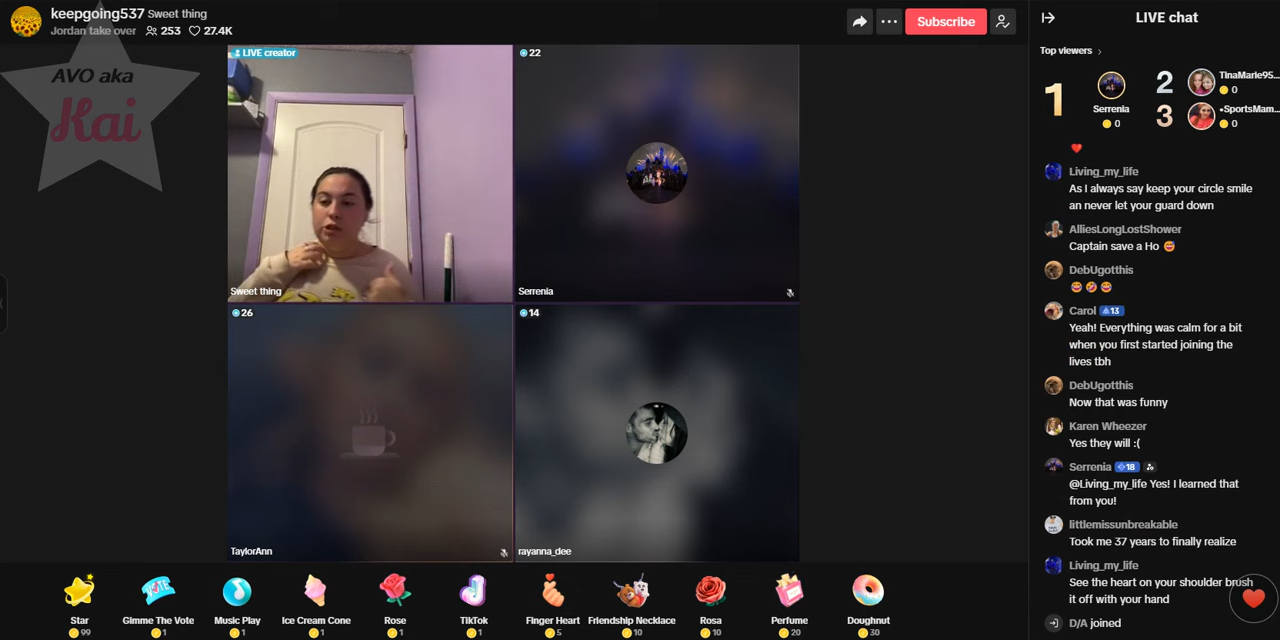 keepgoing537 Sweet thing
Jordan take over 253 27.4K
Subscribe
AVO aka
Kai
LIVE creator
Sweet thing
22
Serrenia
26
TaylorAnn
14
rayanna_dee
Star
99
Gimme The Vote
1
Music Play
1
Ice Cream Cone
1
Rose
1
TikTok
1
Finger Heart
5
Friendship Necklace
10
Rosa
10
Perfume
20
Doughnut
30
LIVE chat
Top viewers
1
Serrenia
0
2
TinaMarie95...
0
3
•SportsMam...
0
Living_my_life
As I always say keep your circle smile
an never let your guard down
AlliesLongLostShower
Captain save a Ho
DebUgotthis
Carol 13
Yeah! Everything was calm for a bit
when you first started joining the
lives tbh
DebUgotthis
Now that was funny
Karen Wheezer
Yes they will :(
Serrenia 18
@Living_my_life Yes! I learned that
from you!
littlemissunbreakable
Took me 37 years to finally realize
Living_my_life
See the heart on your shoulder brush
it off with your hand
D/A joined